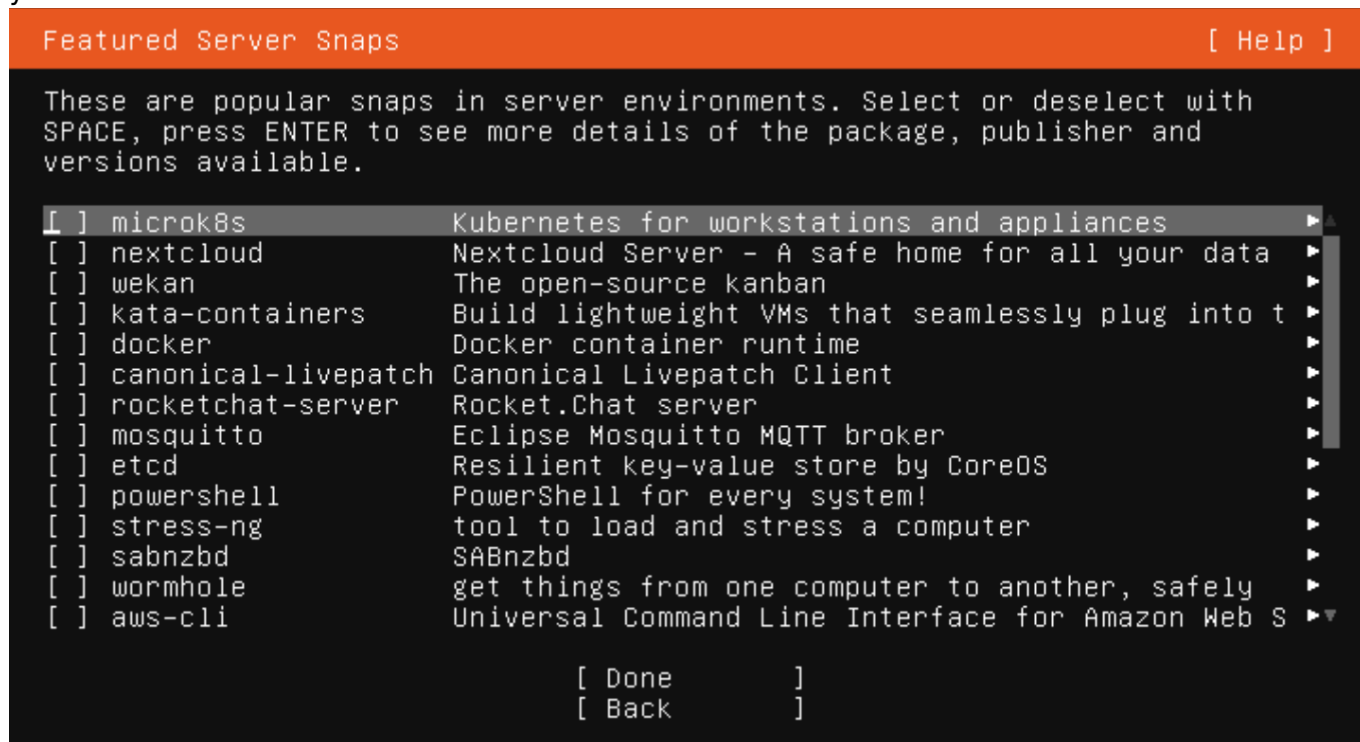 Featured Server Snaps [ Help ]
These are popular snaps in server environments. Select or deselect with
SPACE, press ENTER to see more details of the package, publisher and
versions available.
[ ] microk8s Kubernetes for workstations and appliances
[ ] nextcloud Nextcloud Server - A safe home for all your data
[ ] wekan The open-source kanban
[ ] kata-containers Build lightweight VMs that seamlessly plug into t
[ ] docker Docker container runtime
[ ] canonical-livepatch Canonical Livepatch Client
[ ] rocketchat-server Rocket.Chat server
[ ] mosquitto Eclipse Mosquitto MQTT broker
[ ] etcd Resilient key-value store by CoreOS
[ ] powershell PowerShell for every system!
[ ] stress-ng tool to load and stress a computer
[ ] sabnzbd SABnzbd
[ ] wormhole get things from one computer to another, safely
[ ] aws-cli Universal Command Line Interface for Amazon Web S
[ Done ]
[ Back ]